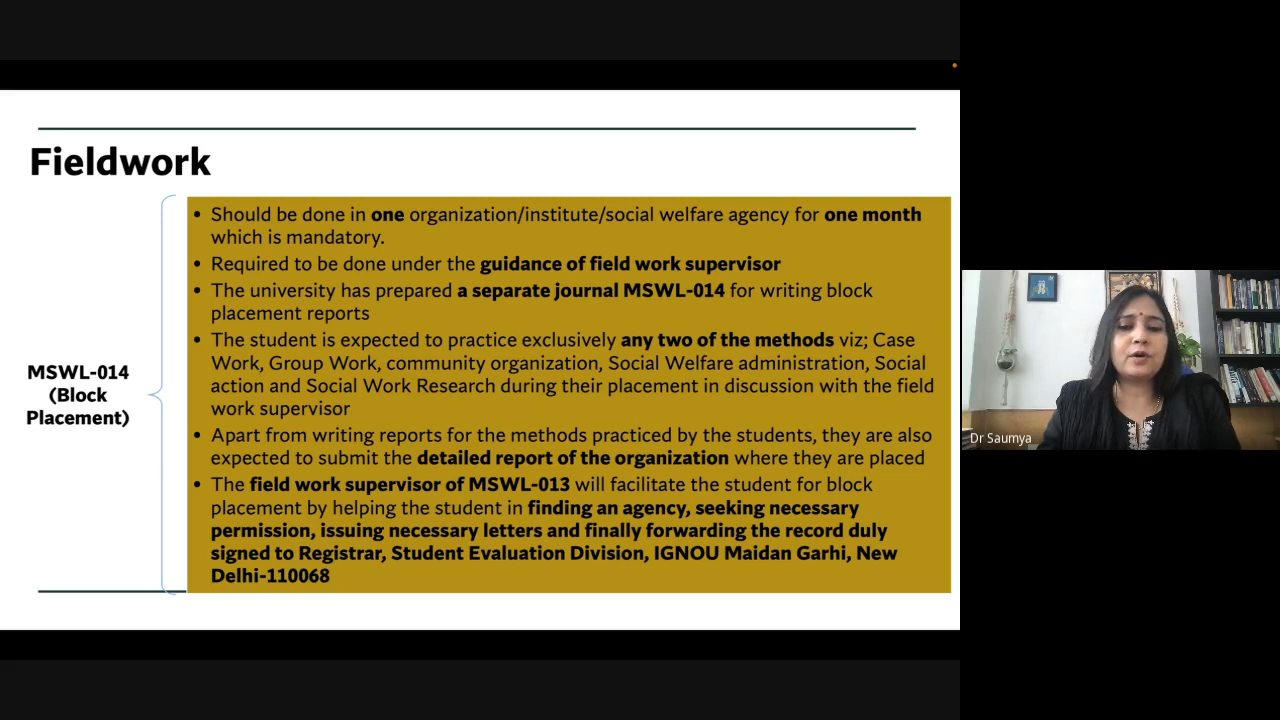 Fieldwork
MSWL-014
(Block
Placement)
• Should be done in one organization/institute/social welfare agency for one month
which is mandatory.
• Required to be done under the guidance of field work supervisor
• The university has prepared a separate journal MSWL-014 for writing block
placement reports
• The student is expected to practice exclusively any two of the methods viz; Case
Work, Group Work, community organization, Social Welfare administration, Social
action and Social Work Research during their placement in discussion with the field
work supervisor
• Apart from writing reports for the methods practiced by the students, they are also
expected to submit the detailed report of the organization where they are placed
• The field work supervisor of MSWL-013 will facilitate the student for block
placement by helping the student in finding an agency, seeking necessary
permission, issuing necessary letters and finally forwarding the record duly
signed to Registrar, Student Evaluation Division, IGNOU Maidan Garhi, New
Delhi-110068
Dr Saumya